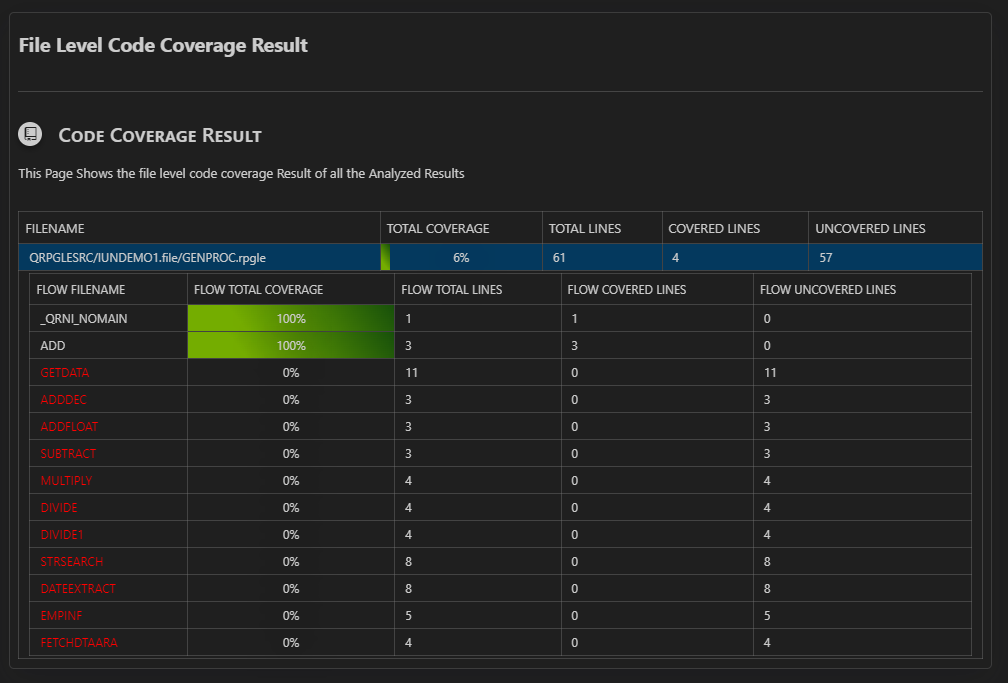 File Level Code Coverage Result
CODE COVERAGE RESULT
This Page Shows the file level code coverage Result of all the Analyzed Results
FILENAME TOTAL COVERAGE TOTAL LINES COVERED LINES UNCOVERED LINES
QRPGLESRC/IUNDEMO1.file/GENPROC.rpgle 6% 61 4 57
FLOW FILENAME FLOW TOTAL COVERAGE FLOW TOTAL LINES FLOW COVERED LINES FLOW UNCOVERED LINES
_QRNI_NOMAIN 100% 1 1 0
ADD 100% 3 3 0
GETDATA 0% 11 0 11
ADDDEC 0% 3 0 3
ADDFLOAT 0% 3 0 3
SUBTRACT 0% 3 0 3
MULTIPLY 0% 4 0 4
DIVIDE 0% 4 0 4
DIVIDE1 0% 4 0 4
STRSEARCH 0% 8 0 8
DATEEXTRACT 0% 8 0 8
EMPINF 0% 5 0 5
FETCHDTAARA 0% 4 0 4